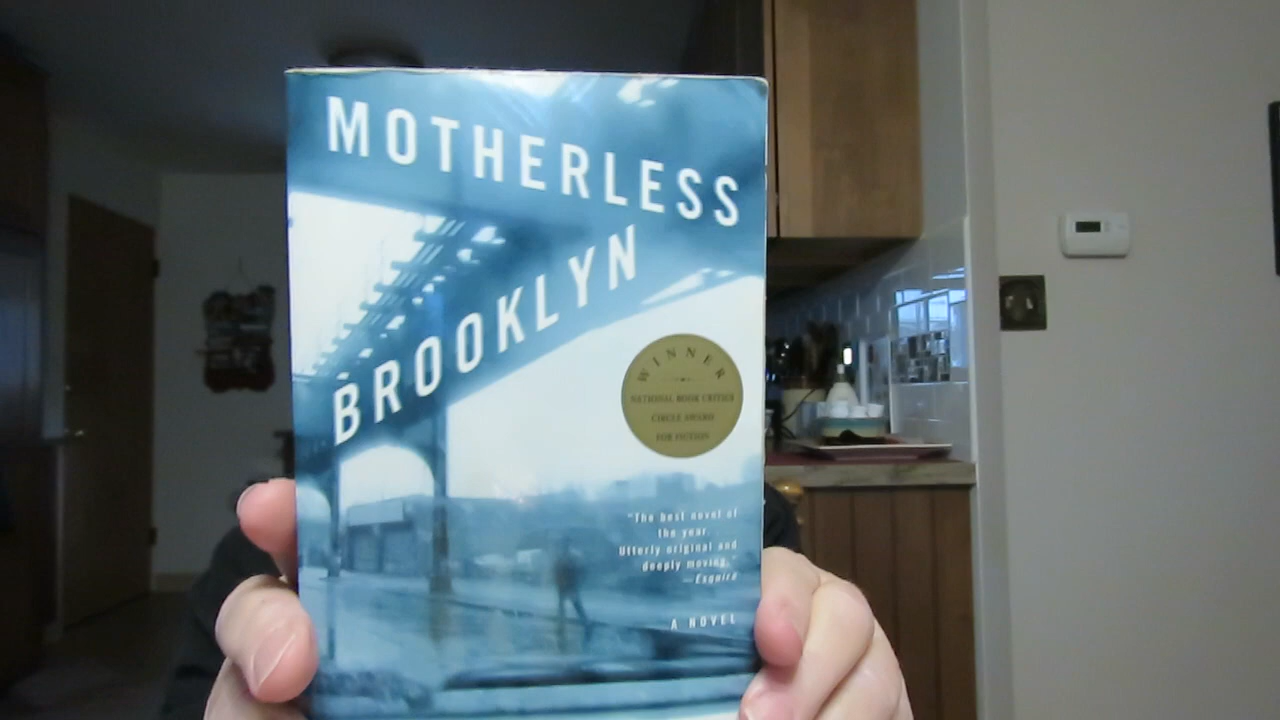 MOTHERLESS
BROOKLYN
WINNER
NATIONAL BOOK CRITICS
CIRCLE AWARD
FOR FICTION
"The best novel of
the year.
Utterly original and
deeply moving."
—Esquire
A NOVEL